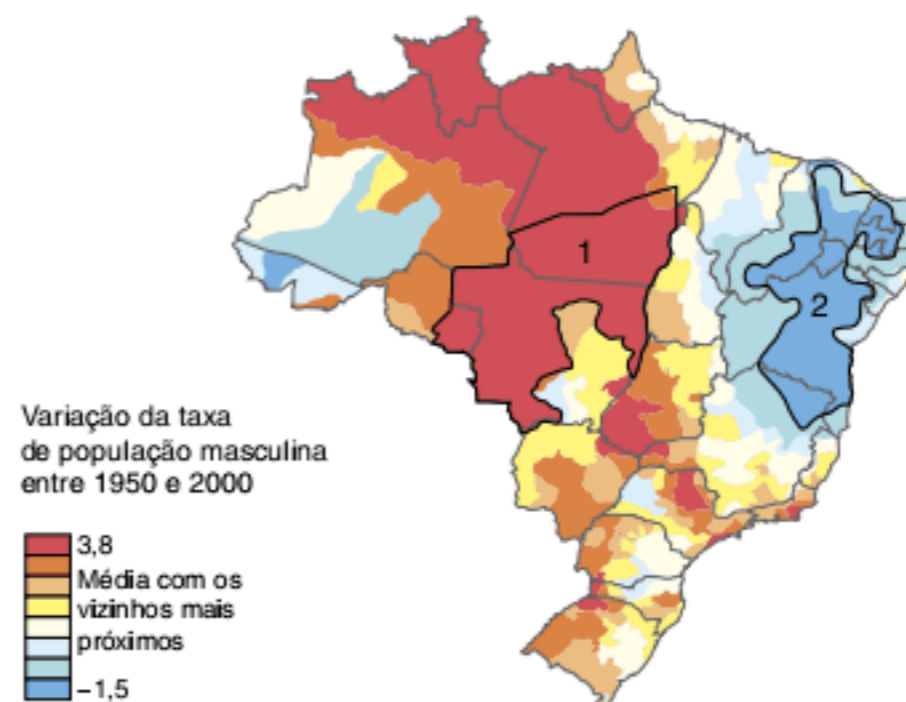 1
2
Variação da taxa
de população masculina
entre 1950 e 2000
3,8
Média com os
vizinhos mais
próximos
−1,5